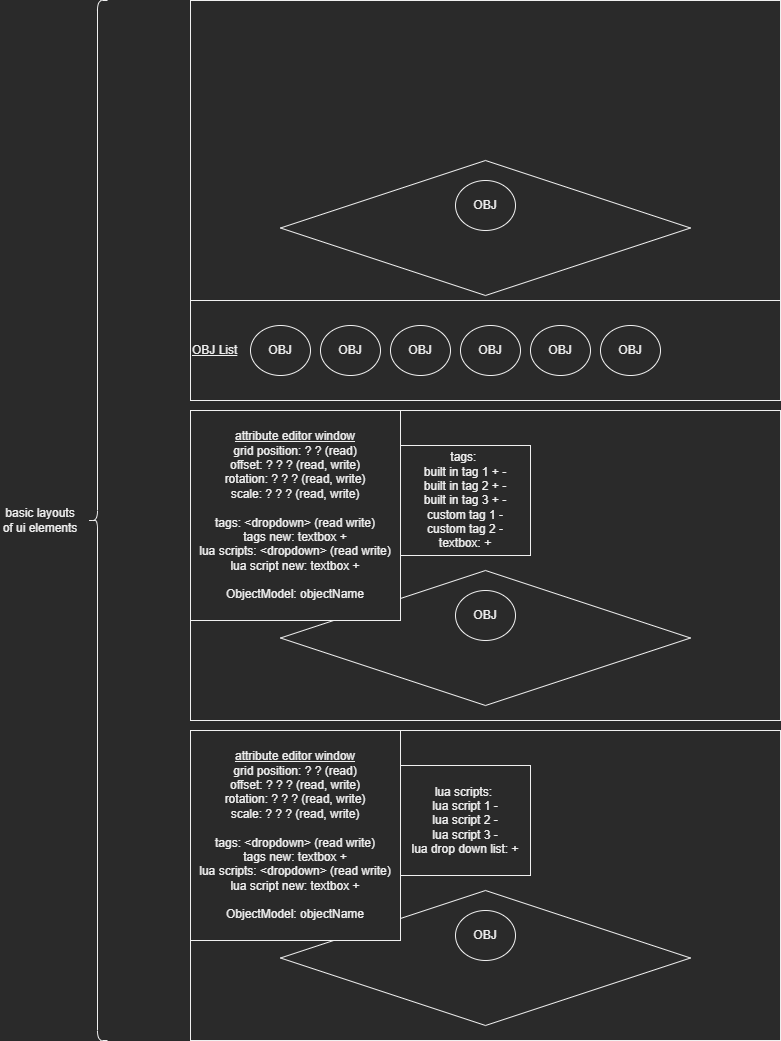 OBJ
OBJ List
OBJ
OBJ
OBJ
OBJ
OBJ
OBJ
basic layouts
of ui elements
attribute editor window
grid position: ? ? (read)
offset: ? ? ? (read, write)
rotation: ? ? ? (read, write)
scale: ? ? ? (read, write)
tags: <dropdown> (read write)
tags new: textbox +
lua scripts: <dropdown> (read write)
lua script new: textbox +
ObjectModel: objectName
tags:
built in tag 1 + -
built in tag 2 + -
built in tag 3 + -
custom tag 1 -
custom tag 2 -
textbox: +
OBJ
attribute editor window
grid position: ? ? (read)
offset: ? ? ? (read, write)
rotation: ? ? ? (read, write)
scale: ? ? ? (read, write)
tags: <dropdown> (read write)
tags new: textbox +
lua scripts: <dropdown> (read write)
lua script new: textbox +
ObjectModel: objectName
lua scripts:
lua script 1 -
lua script 2 -
lua script 3 -
lua drop down list: +
OBJ